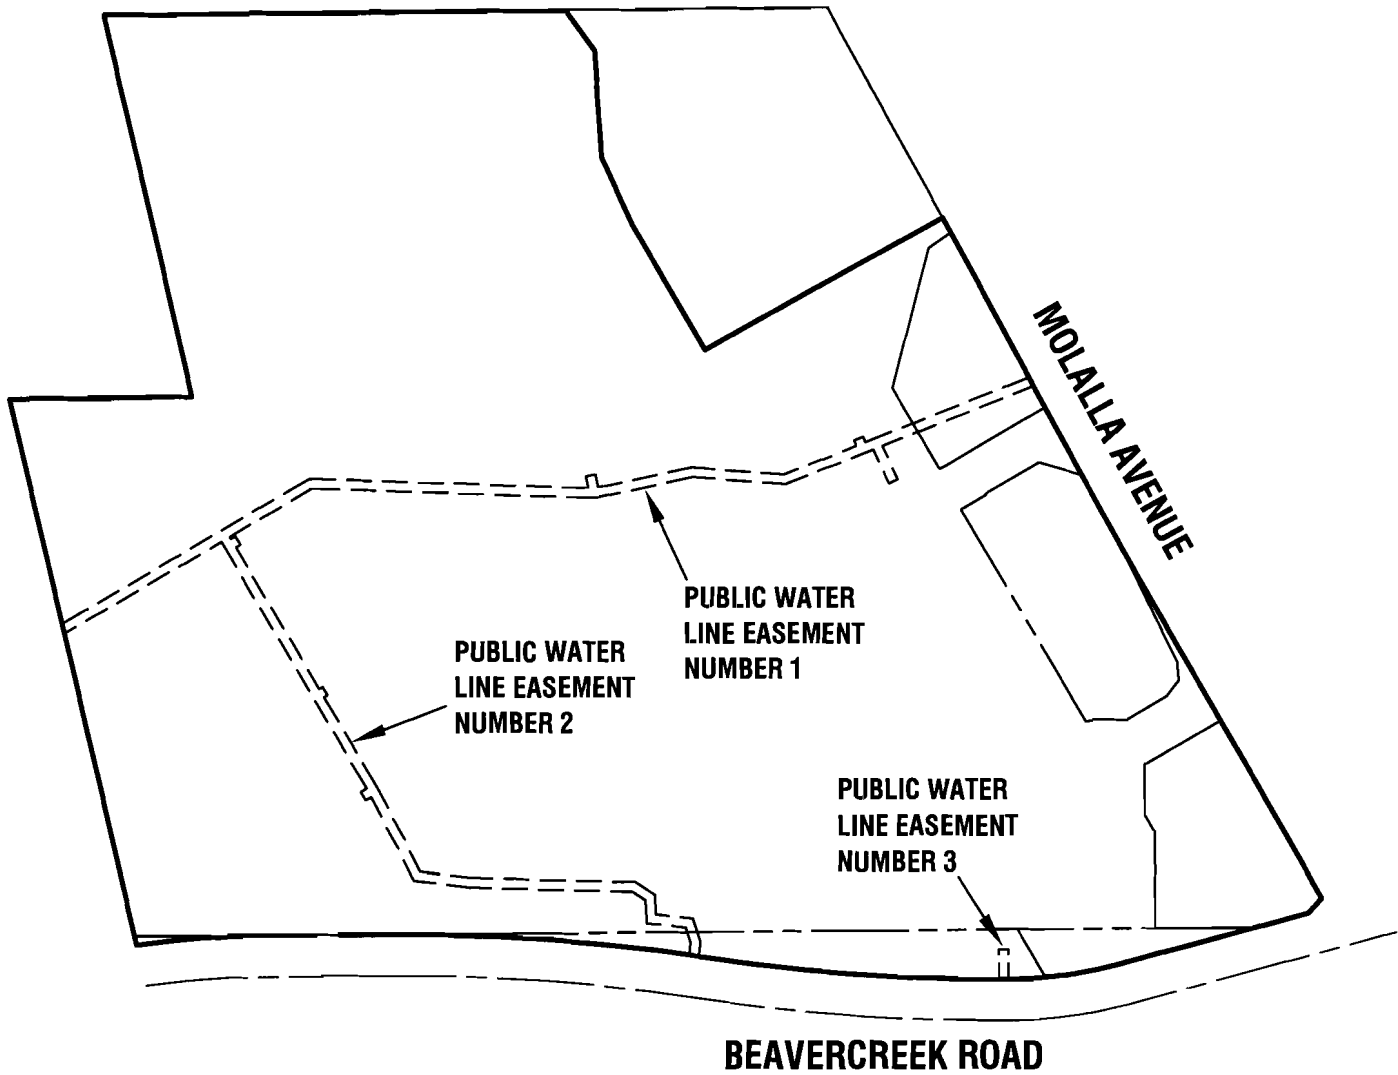 MOLALLA AVENUE
PUBLIC WATER
LINE EASEMENT
NUMBER 1
PUBLIC WATER
LINE EASEMENT
NUMBER 2
PUBLIC WATER
LINE EASEMENT
NUMBER 3
BEAVERCREEK ROAD